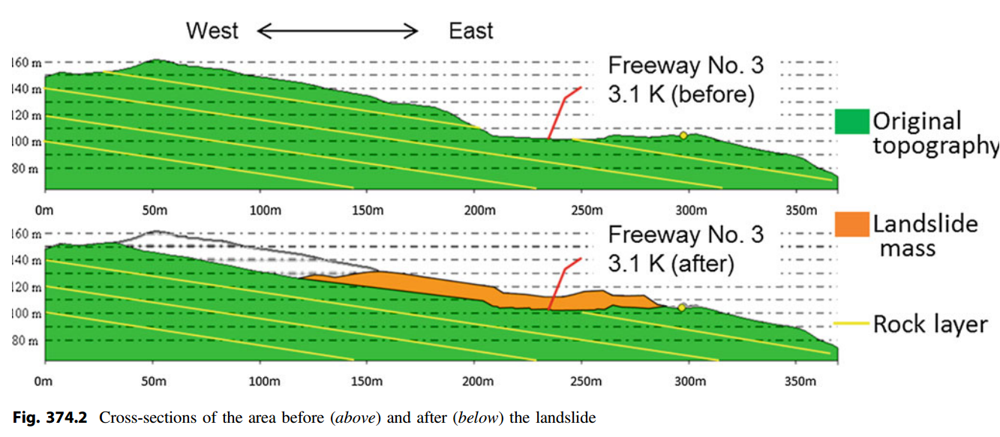 West East
160 m
140 m
120 m
100 m
80 m
Freeway No. 3
3.1 K (before)
Original
topography
0m 50m 100m 150m 200m 250m 300m 350m
160 m
140 m
120 m
100 m
80 m
Freeway No. 3
3.1 K (after)
Landslide
mass
Rock layer
0m 50m 100m 150m 200m 250m 300m 350m
Fig. 374.2 Cross-sections of the area before (above) and after (below) the landslide